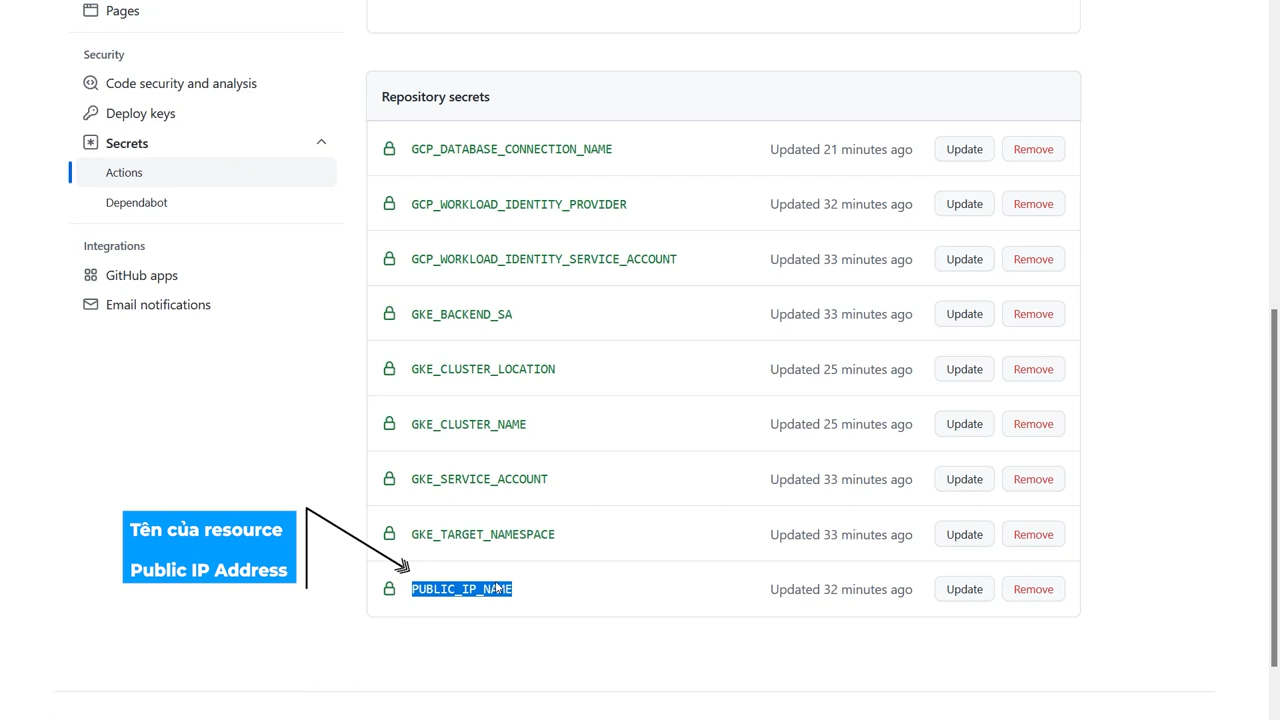 Pages
Security
Code security and analysis
Deploy keys
Secrets
Actions
Dependabot
Integrations
GitHub apps
Email notifications
Repository secrets
GCP_DATABASE_CONNECTION_NAME Updated 21 minutes ago Update Remove
GCP_WORKLOAD_IDENTITY_PROVIDER Updated 32 minutes ago Update Remove
GCP_WORKLOAD_IDENTITY_SERVICE_ACCOUNT Updated 33 minutes ago Update Remove
GKE_BACKEND_SA Updated 33 minutes ago Update Remove
GKE_CLUSTER_LOCATION Updated 25 minutes ago Update Remove
GKE_CLUSTER_NAME Updated 25 minutes ago Update Remove
GKE_SERVICE_ACCOUNT Updated 33 minutes ago Update Remove
GKE_TARGET_NAMESPACE Updated 33 minutes ago Update Remove
PUBLIC_IP_NAME Updated 32 minutes ago Update Remove
Tên của resource
Public IP Address